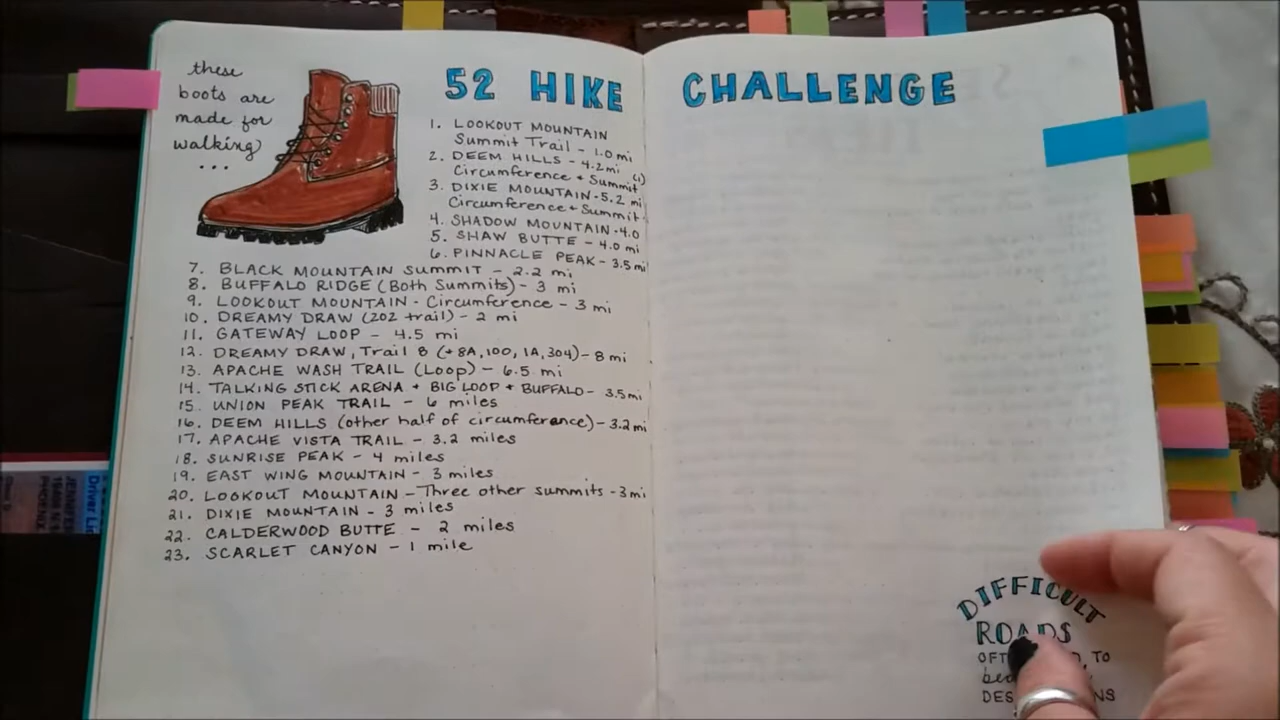 these
boots are
made for
walking
...
52 HIKE CHALLENGE
1. LOOKOUT MOUNTAIN
Summit Trail - 1.0 mi
2. DEEM HILLS - 4.2 mi
Circumference + Summit (1)
3. DIXIE MOUNTAIN - 5.2 mi
Circumference + Summit
4. SHADOW MOUNTAIN - 4.0
5. SHAW BUTTE - 4.0 mi
6. PINNACLE PEAK - 3.5 mi
7. BLACK MOUNTAIN Summit - 2.2 mi
8. BUFFALO RIDGE (Both Summits) - 3 mi
9. LOOKOUT MOUNTAIN - Circumference - 3 mi
10. DREAMY DRAW (202 trail) - 2 mi
11. GATEWAY LOOP - 4.5 mi
12. DREAMY DRAW, Trail 8 (+ 8A, 100, 1A, 304) - 8 mi
13. APACHE WASH TRAIL (Loop) - 6.5 mi
14. TALKING STICK ARENA + BIG LOOP + BUFFALO - 3.5 mi
15. UNION PEAK TRAIL - 6 miles
16. DEEM HILLS (other half of circumference) - 3.2 mi
17. APACHE VISTA TRAIL - 3.2 miles
18. SUNRISE PEAK - 4 miles
19. EAST WING MOUNTAIN - 3 miles
20. LOOKOUT MOUNTAIN - Three other summits - 3 mi
21. DIXIE MOUNTAIN - 3 miles
22. CALDERWOOD BUTTE - 2 miles
23. SCARLET CANYON - 1 mile
DIFFICULT
ROADS
TO
Driver Li
JENNIFE
PHOENIX